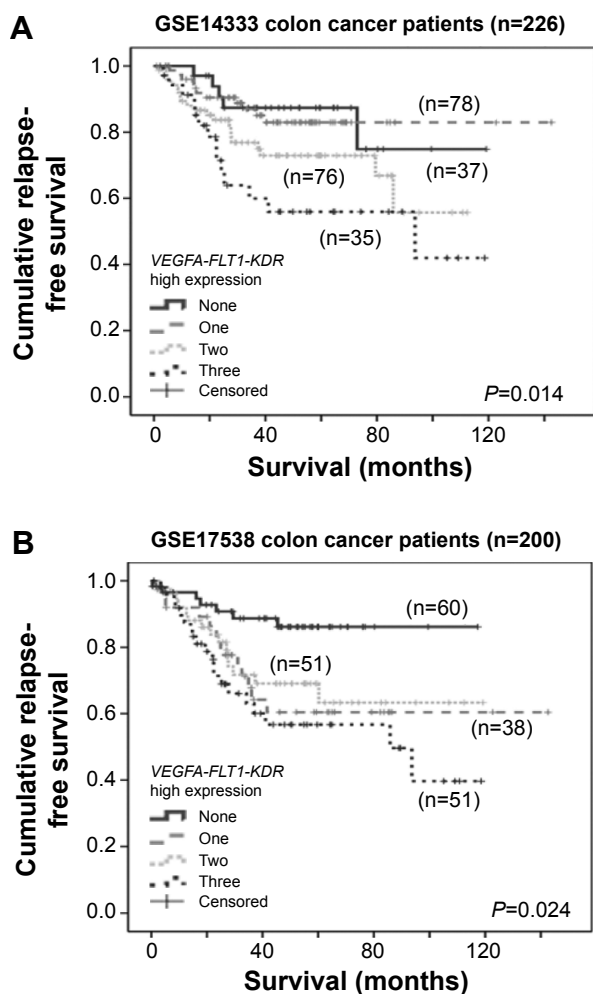 A
GSE14333 colon cancer patients (n=226)
Cumulative relapse-
free survival
1.0
0.8
0.6
0.4
0.2
0.0
(n=78)
(n=37)
(n=76)
(n=35)
VEGFA-FLT1-KDR
high expression
None
One
Two
Three
Censored
P=0.014
0 40 80 120
Survival (months)
B
GSE17538 colon cancer patients (n=200)
Cumulative relapse-
free survival
1.0
0.8
0.6
0.4
0.2
0.0
(n=60)
(n=51)
(n=38)
(n=51)
VEGFA-FLT1-KDR
high expression
None
One
Two
Three
Censored
P=0.024
0 40 80 120
Survival (months)